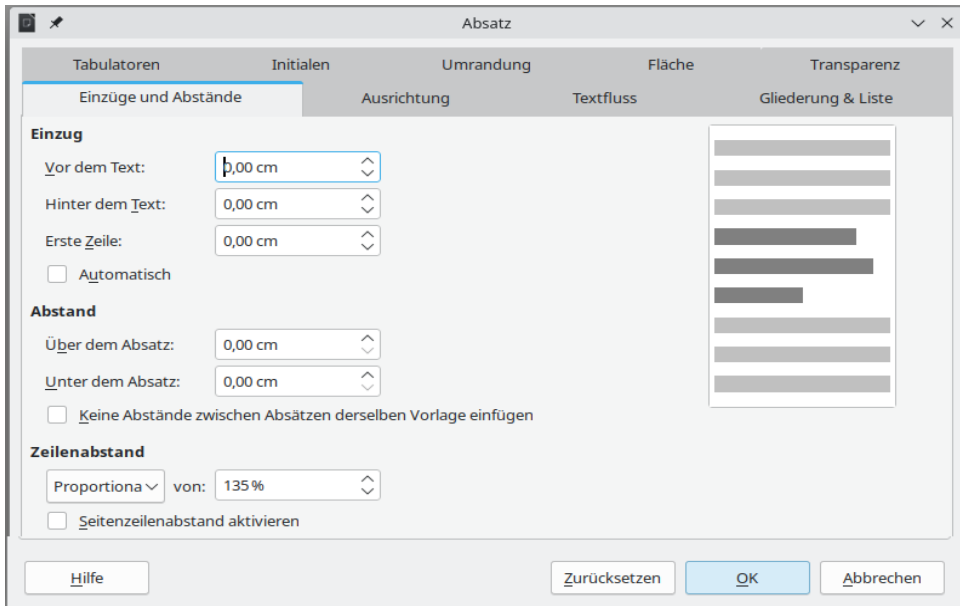 Absatz
Tabulatoren Initialen Umrandung Fläche Transparenz
Einzüge und Abstände Ausrichtung Textfluss Gliederung & Liste
Einzug
Vor dem Text: 0,00 cm
Hinter dem Text: 0,00 cm
Erste Zeile: 0,00 cm
Automatisch
Abstand
Über dem Absatz: 0,00 cm
Unter dem Absatz: 0,00 cm
Keine Abstände zwischen Absätzen derselben Vorlage einfügen
Zeilenabstand
Proportiona von: 135 %
Seitenzeilenabstand aktivieren
Hilfe Zurücksetzen OK Abbrechen